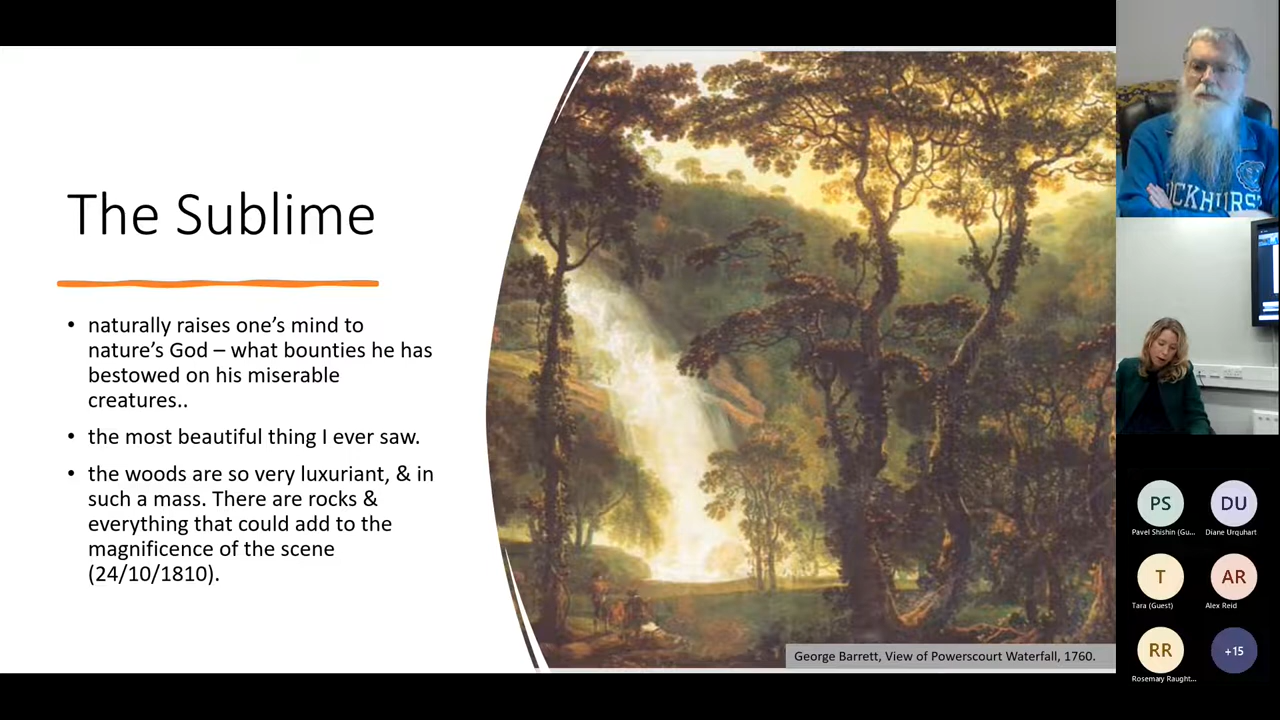 The Sublime
• naturally raises one’s mind to
nature’s God – what bounties he has
bestowed on his miserable
creatures..
• the most beautiful thing I ever saw.
• the woods are so very luxuriant, & in
such a mass. There are rocks &
everything that could add to the
magnificence of the scene
(24/10/1810).
George Barrett, View of Powerscourt Waterfall, 1760.
OCKHURS
PS
DU
Pavel Shishin (Gu...
Diane Urquhart
T
AR
Tara (Guest)
Alex Reid
RR
+15
Rosemary Raught...